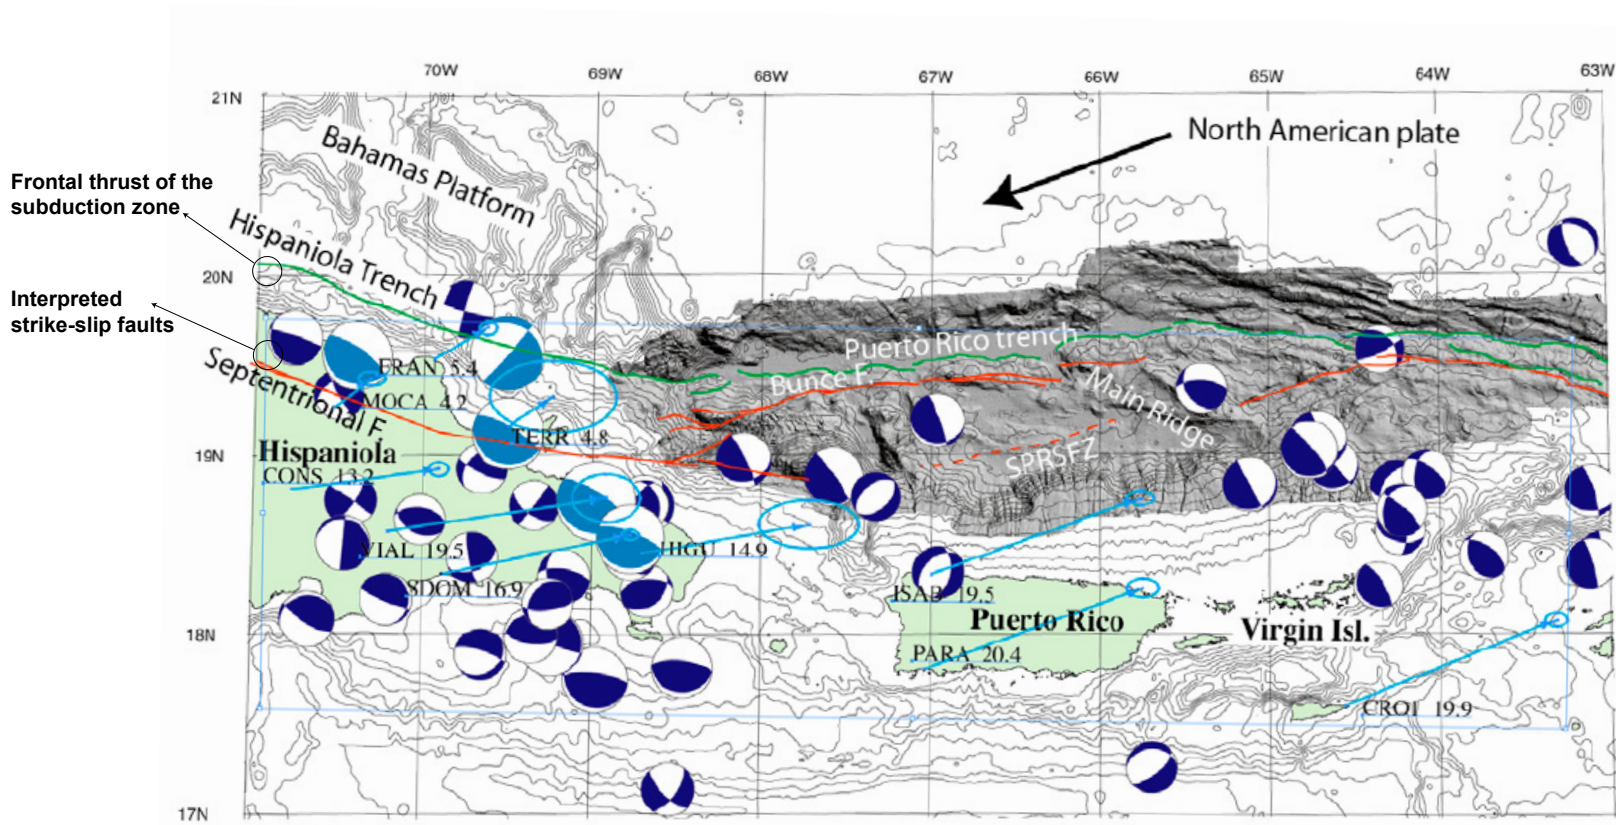 70W
69W
68W
67W
66W
65W
64W
63W
21N
North American plate
Bahamas Platform
Frontal thrust of the
subduction zone
Hispaniola Trench
20N
Interpreted
strike-slip faults
Puerto Rico trench
Septentrional F.
FRAN 5.4
Bunce F.
Main Ridge
MOCA 4.2
TERR 4.8
Hispaniola
19N
SPRSFZ
CONS 13.2
VIAL 19.5
HIGU 14.9
SDOM 16.9
ISAB 19.5
18N
Puerto Rico
Virgin Isl.
PARA 20.4
CRO1 19.9
17N